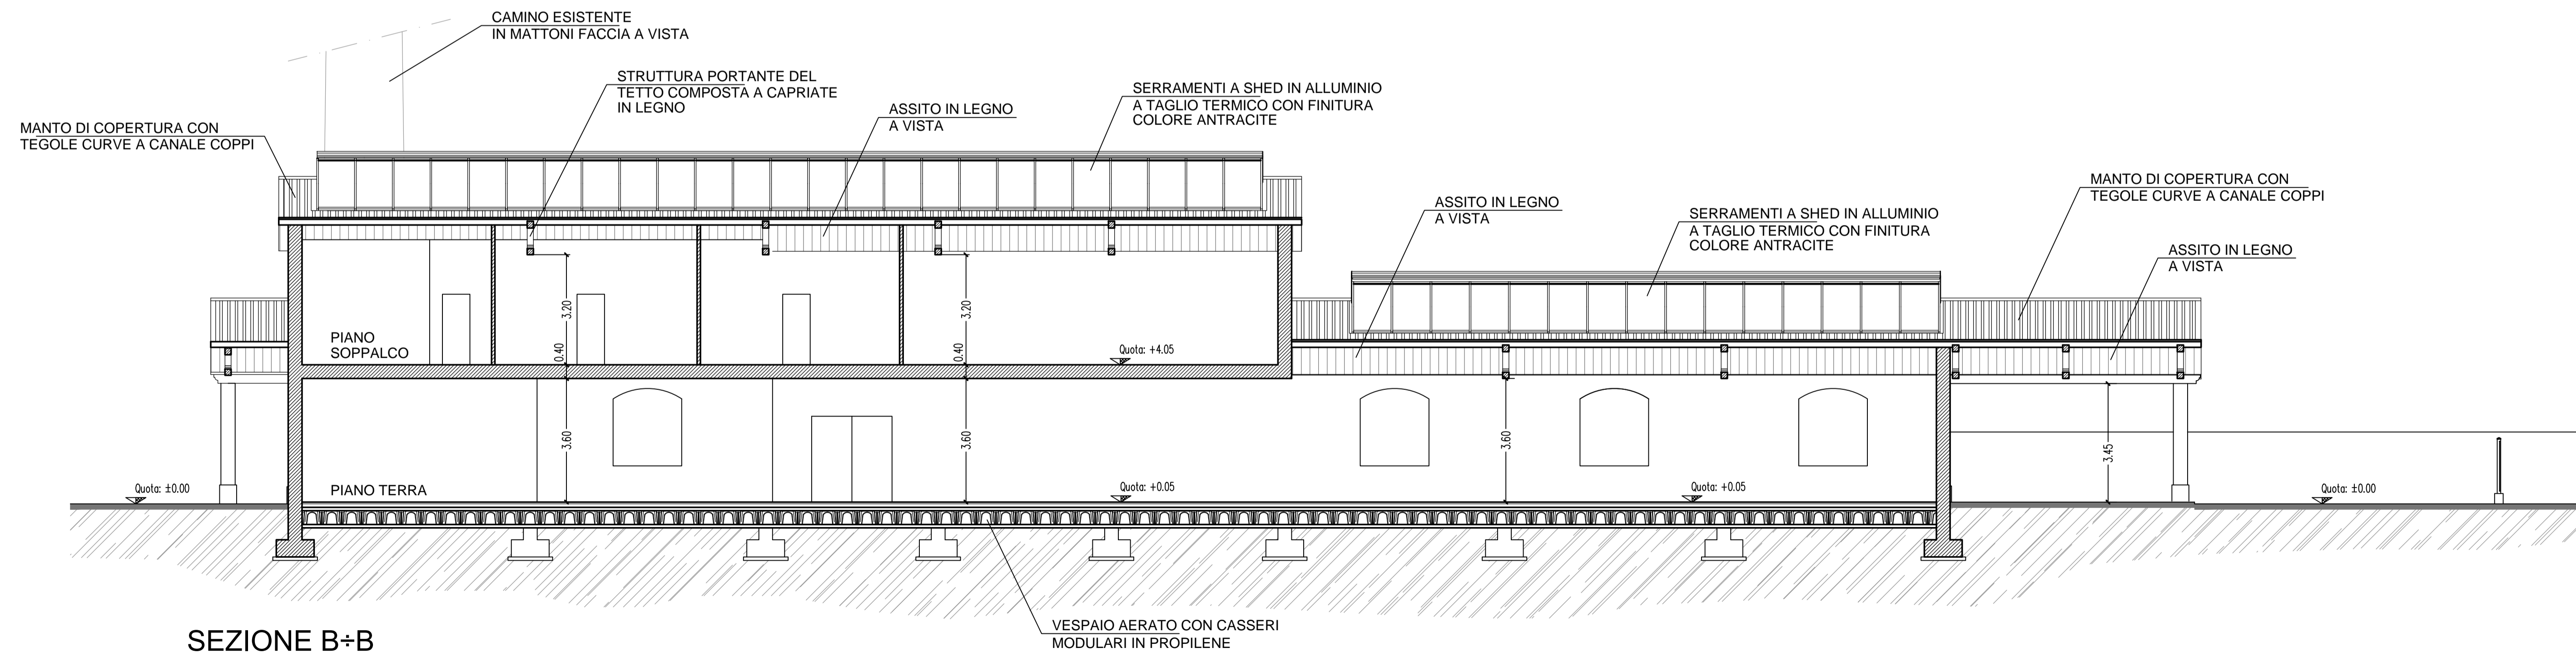 CAMINO ESISTENTE
IN MATTONI FACCIA A VISTA
STRUTTURA PORTANTE DEL
TETTO COMPOSTA A CAPRIATE
IN LEGNO
ASSITO IN LEGNO
A VISTA
SERRAMENTI A SHED IN ALLUMINIO
A TAGLIO TERMICO CON FINITURA
COLORE ANTRACITE
MANTO DI COPERTURA CON
TEGOLE CURVE A CANALE COPPI
ASSITO IN LEGNO
A VISTA
SERRAMENTI A SHED IN ALLUMINIO
A TAGLIO TERMICO CON FINITURA
COLORE ANTRACITE
MANTO DI COPERTURA CON
TEGOLE CURVE A CANALE COPPI
ASSITO IN LEGNO
A VISTA
3.20
3.20
PIANO
SOPPALCO
0.40
0.40
Quota: +4.05
3.60
3.60
3.60
3.45
PIANO TERRA
Quota: ±0.00
Quota: +0.05
Quota: +0.05
Quota: ±0.00
VESPAIO AERATO CON CASSERI
MODULARI IN PROPILENE
SEZIONE B÷B